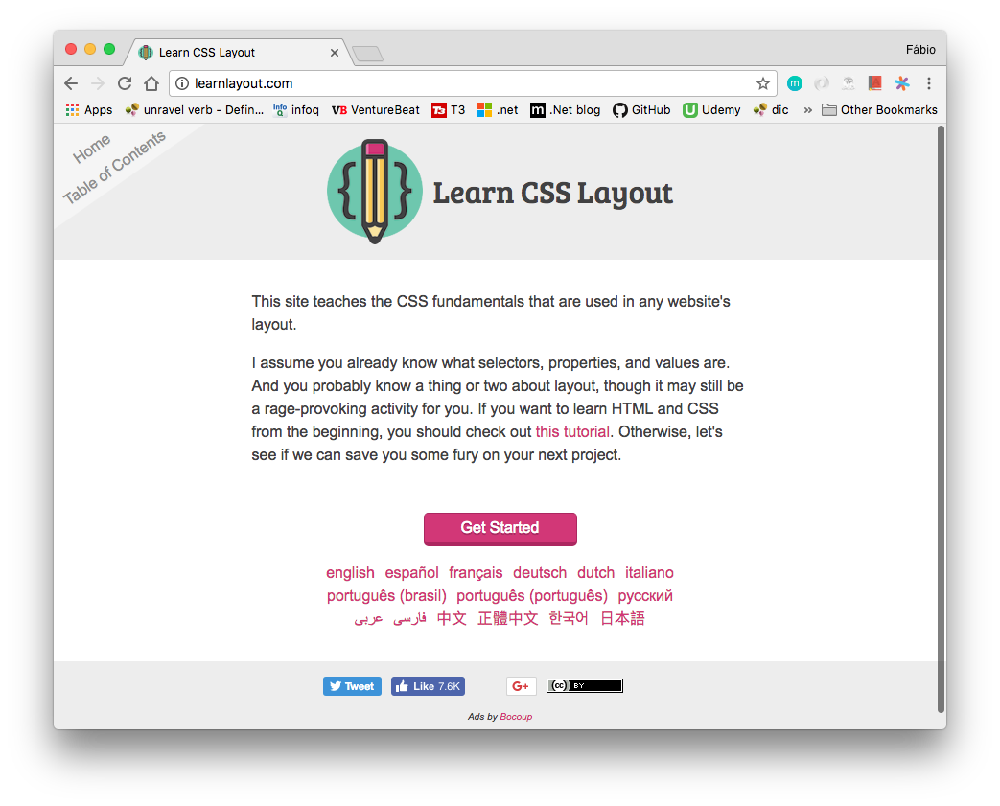 Learn CSS Layout
Fábio
learnlayout.com
m
Apps unravel verb - Defin... Info Q infoq VB VentureBeat T3 T3 .net m .Net blog GitHub U Udemy dic » Other Bookmarks
Home
Table of Contents
{ } Learn CSS Layout
This site teaches the CSS fundamentals that are used in any website's
layout.
I assume you already know what selectors, properties, and values are.
And you probably know a thing or two about layout, though it may still be
a rage-provoking activity for you. If you want to learn HTML and CSS
from the beginning, you should check out this tutorial. Otherwise, let's
see if we can save you some fury on your next project.
Get Started
english español français deutsch dutch italiano
português (brasil) português (português) русский
عربى فارسی 中文 正體中文 한국어 日本語
Tweet Like 7.6K G+ cc BY
Ads by Bocoup